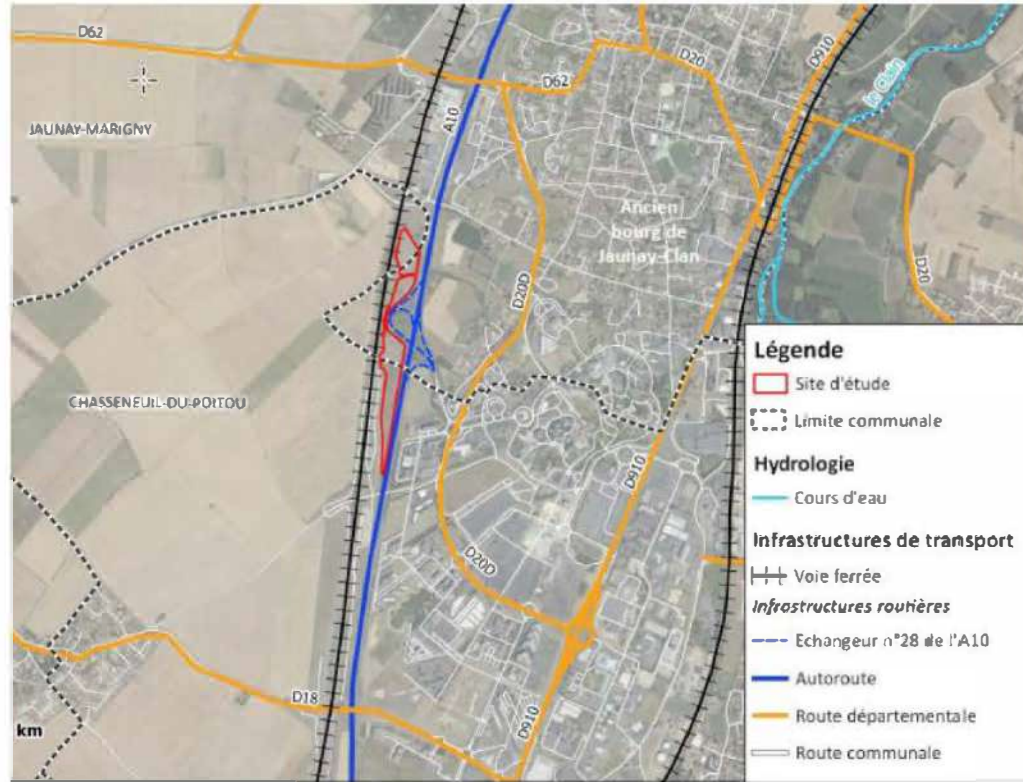 D62
D20
D910
le Clain
D62
A10
JAUNAY-MARIGNY
Ancien
bourg de
Jaunay-Clan
D20
D20D
CHASSENEUIL-DU-POITOU
D910
D20D
D18
D910
km
Légende
Site d'étude
Limite communale
Hydrologie
Cours d'eau
Infrastructures de transport
Voie ferrée
Infrastructures routières
Echangeur n°28 de l'A10
Autoroute
Route départementale
Route communale